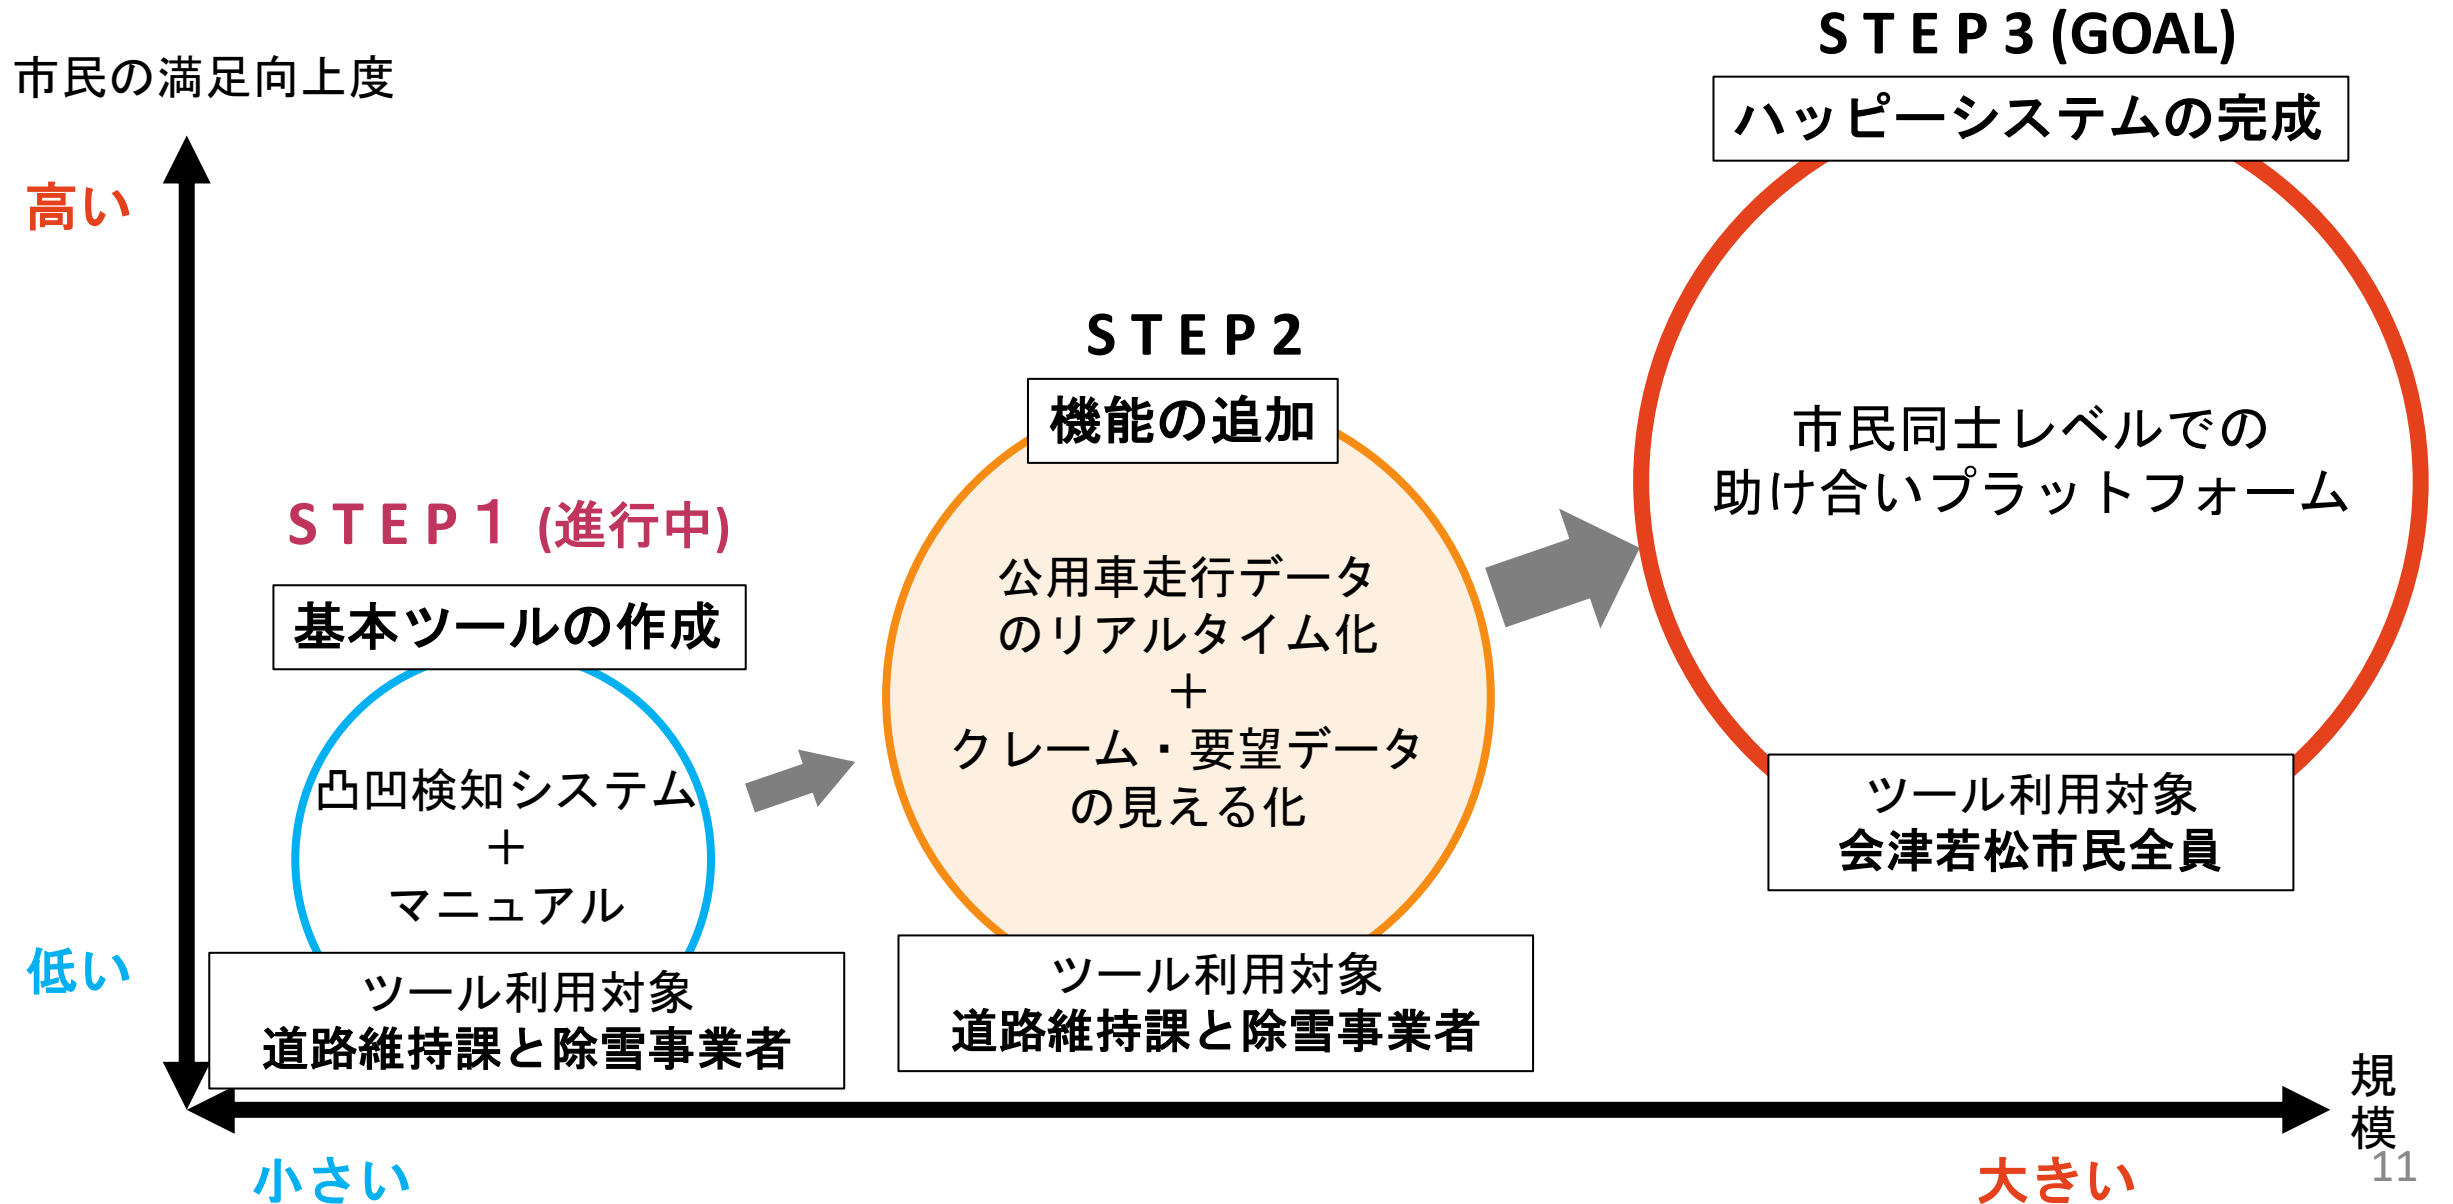 市民の満足向上度
高い
低い
ＳＴＥＰ１(進行中)
基本ツールの作成
凸凹検知システム
＋
マニュアル
ツール利用対象
道路維持課と除雪事業者
ＳＴＥＰ2
機能の追加
公用車走行データ
のリアルタイム化
＋
クレーム・要望データ
の見える化
ツール利用対象
道路維持課と除雪事業者
ＳＴＥＰ3 (GOAL)
ハッピーシステムの完成
市民同士レベルでの
助け合いプラットフォーム
ツール利用対象
会津若松市民全員
規模
小さい
大きい
11